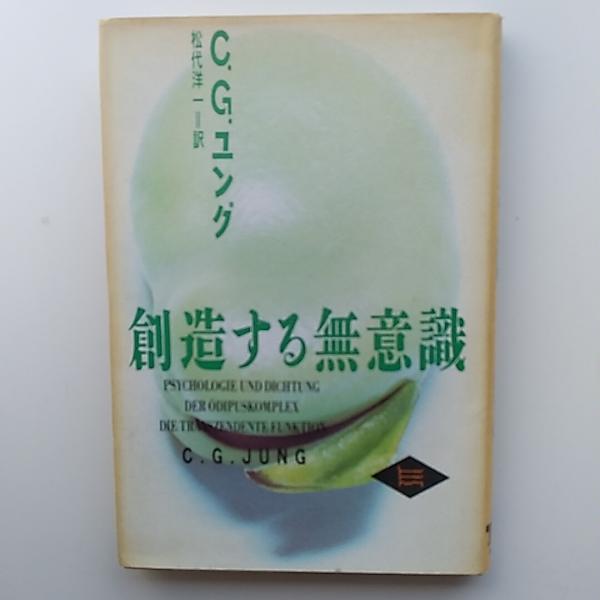 C.G.ユング
松代洋一=訳
創造する無意識
PSYCHOLOGIE UND DICHTUNG
DER ÖDIPUSKOMPLEX
DIE TRANSZENDENTE FUNKTION
C.G.JUNG